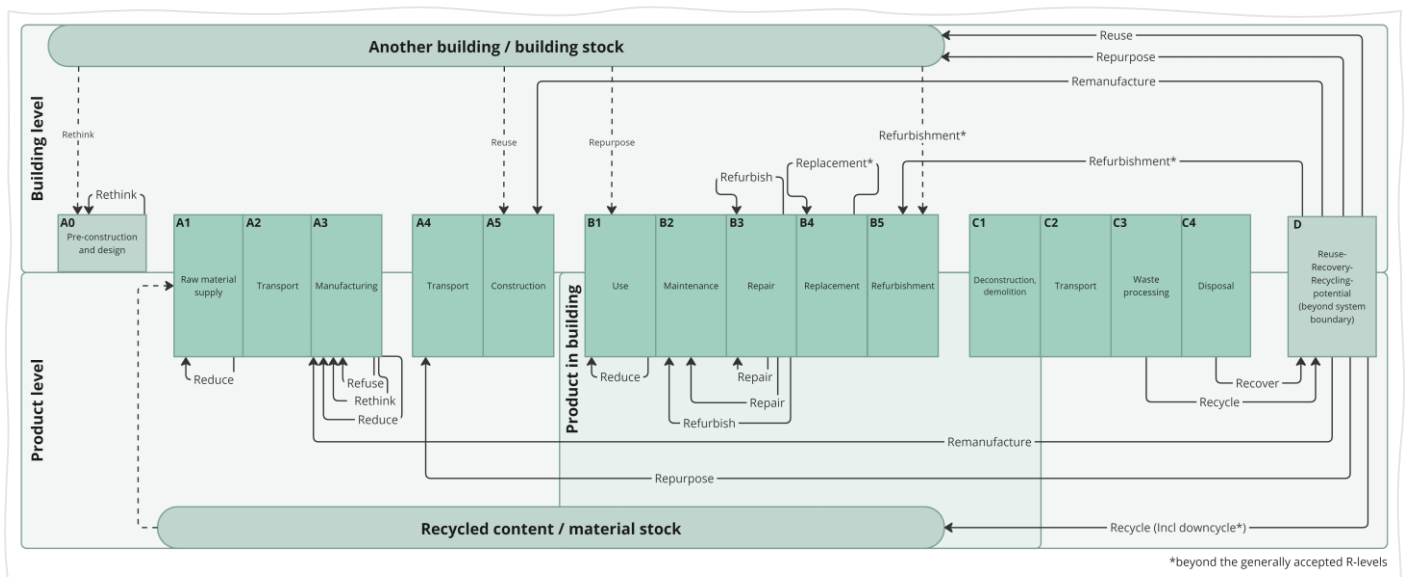 Another building / building stock
Reuse
Repurpose
Remanufacture
Building level
Rethink
Reuse
Repurpose
Refurbishment*
Rethink
Refurbish
Replacement*
Refurbishment*
A0
Pre-construction
and design
A1
Raw material
supply
A2
Transport
A3
Manufacturing
A4
Transport
A5
Construction
B1
Use
B2
Maintenance
B3
Repair
B4
Replacement
B5
Refurbishment
C1
Deconstruction,
demolition
C2
Transport
C3
Waste
processing
C4
Disposal
D
Reuse-
Recovery-
Recycling-
potential
(beyond system
boundary)
Product level
Product in building
Reduce
Refuse
Rethink
Reduce
Reduce
Repair
Repair
Refurbish
Recover
Recycle
Remanufacture
Repurpose
Recycled content / material stock
Recycle (Incl downcycle*)
*beyond the generally accepted R-levels